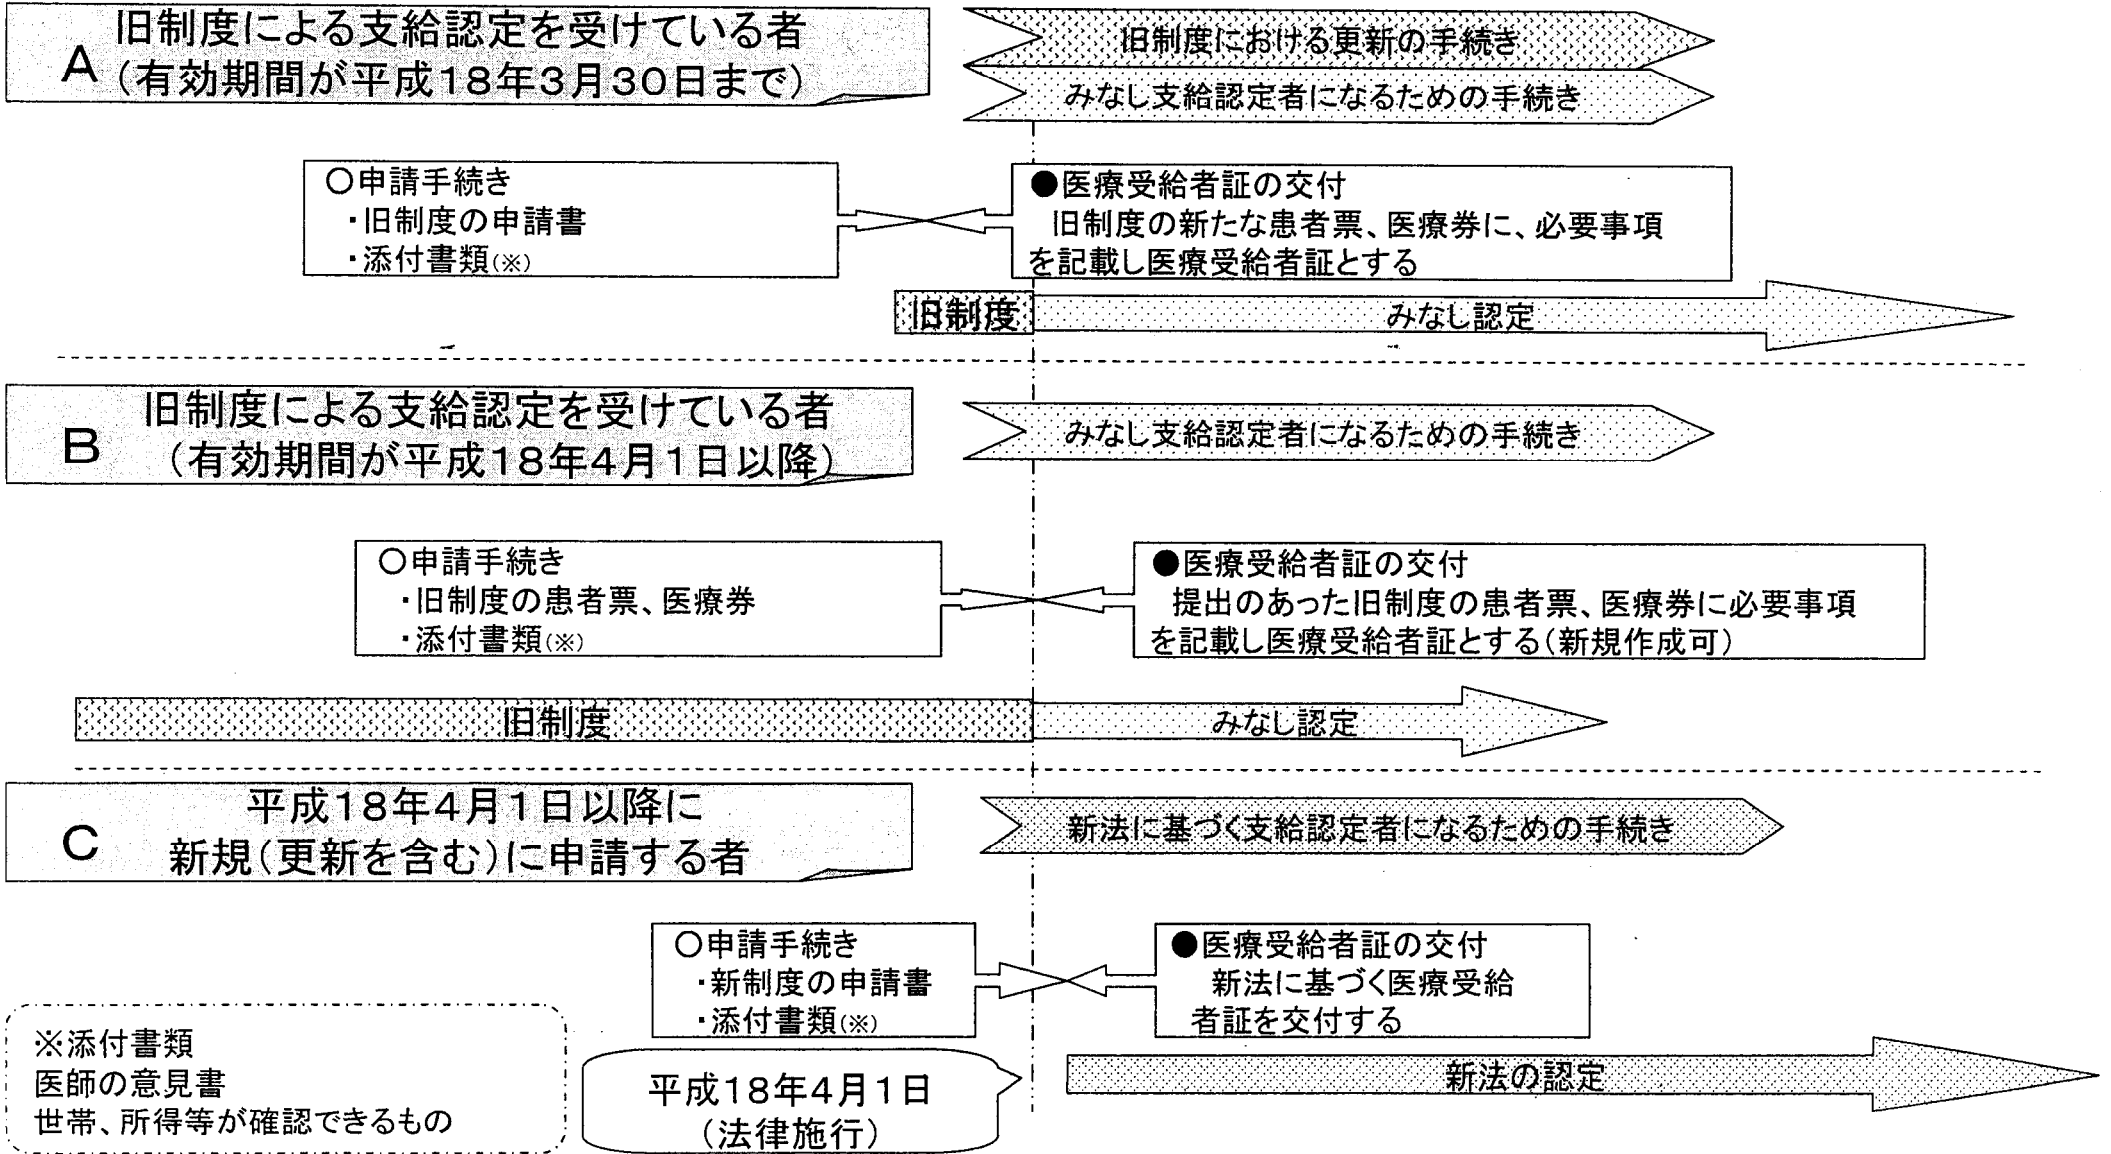 A
旧制度による支給認定を受けている者
(有効期間が平成18年3月30日まで)
旧制度における更新の手続き
みなし支給認定者になるための手続き
○申請手続き
・旧制度の申請書
・添付書類(※)
●医療受給者証の交付
旧制度の新たな患者票、医療券に、必要事項
を記載し医療受給者証とする
旧制度
みなし認定
B
旧制度による支給認定を受けている者
(有効期間が平成18年4月1日以降)
みなし支給認定者になるための手続き
○申請手続き
・旧制度の患者票、医療券
・添付書類(※)
●医療受給者証の交付
提出のあった旧制度の患者票、医療券に必要事項
を記載し医療受給者証とする(新規作成可)
旧制度
みなし認定
C
平成18年4月1日以降に
新規(更新を含む)に申請する者
新法に基づく支給認定者になるための手続き
○申請手続き
・新制度の申請書
・添付書類(※)
●医療受給者証の交付
新法に基づく医療受給
者証を交付する
※添付書類
医師の意見書
世帯、所得等が確認できるもの
平成18年4月1日
(法律施行)
新法の認定